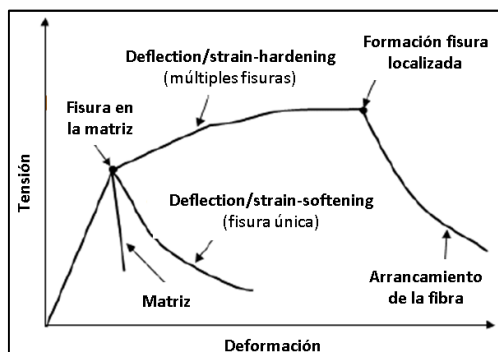 Deflection/strain-hardening
(múltiples fisuras)
Formación fisura
localizada
Fisura en
la matriz
Deflection/strain-softening
(fisura única)
Matriz
Arrancamiento
de la fibra
Tensión
Deformación